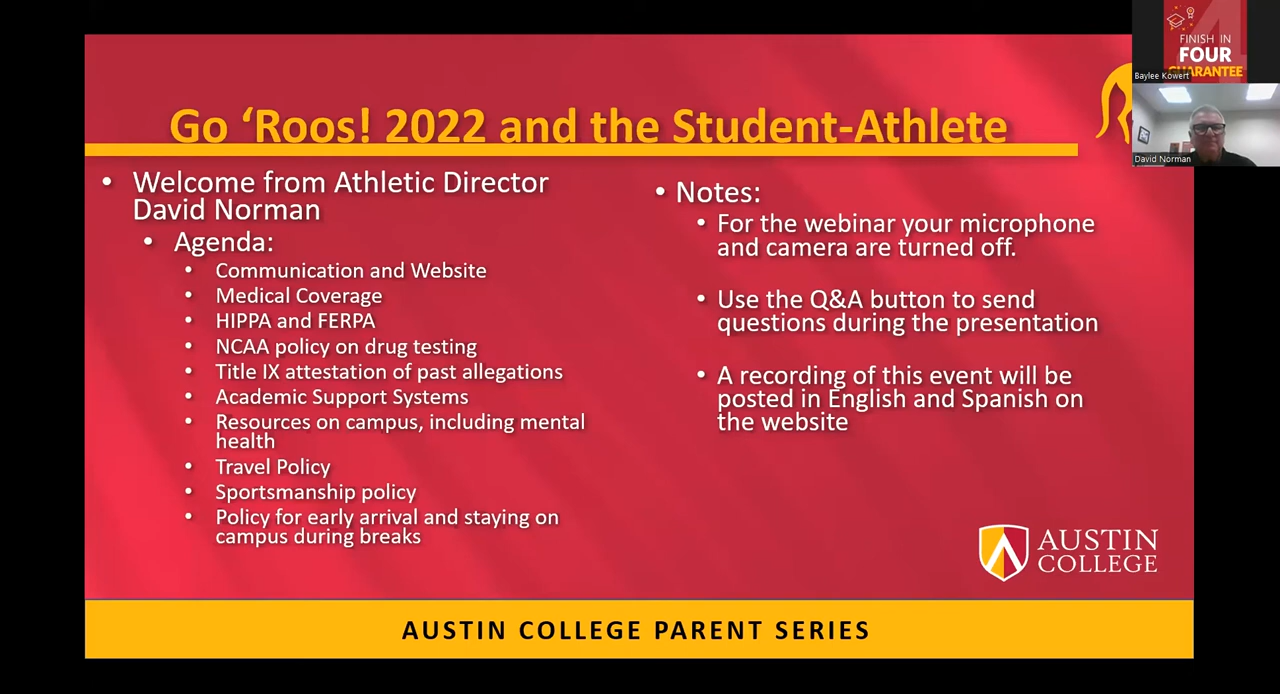 Go ‘Roos! 2022 and the Student-Athlete
• Welcome from Athletic Director
David Norman
• Agenda:
• Communication and Website
• Medical Coverage
• HIPPA and FERPA
• NCAA policy on drug testing
• Title IX attestation of past allegations
• Academic Support Systems
• Resources on campus, including mental
health
• Travel Policy
• Sportsmanship policy
• Policy for early arrival and staying on
campus during breaks
• Notes:
• For the webinar your microphone
and camera are turned off.
• Use the Q&A button to send
questions during the presentation
• A recording of this event will be
posted in English and Spanish on
the website
AUSTIN
COLLEGE
AUSTIN COLLEGE PARENT SERIES
FINISH IN
FOUR
GUARANTEE
Baylee Kowert
David Norman